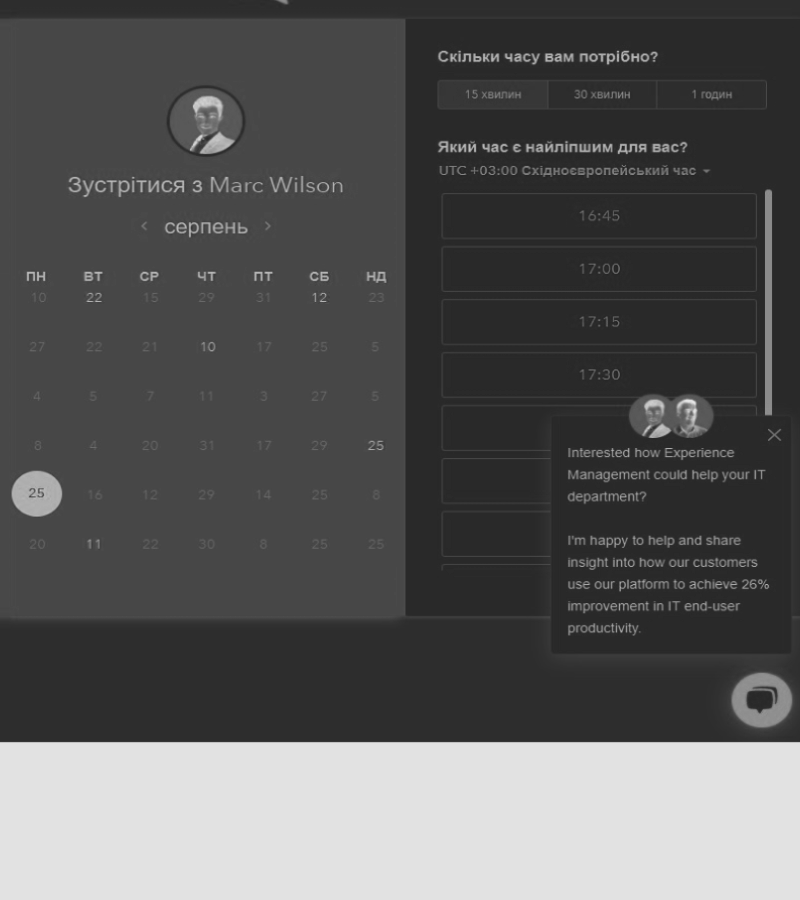 Зустрітися з Marc Wilson
серпень
ПН ВТ СР ЧТ ПТ СБ НД
10 22 15 29 31 12 23
27 22 21 10 17 25 5
4 5 7 11 3 27 5
8 4 20 31 17 29 25
25 16 12 29 14 25 8
20 11 22 30 8 25 25
Скільки часу вам потрібно?
15 хвилин 30 хвилин 1 годин
Який час є найліпшим для вас?
UTC +03:00 Східноєвропейський час
16:45
17:00
17:15
17:30
Interested how Experience
Management could help your IT
department?
I'm happy to help and share
insight into how our customers
use our platform to achieve 26%
improvement in IT end-user
productivity.